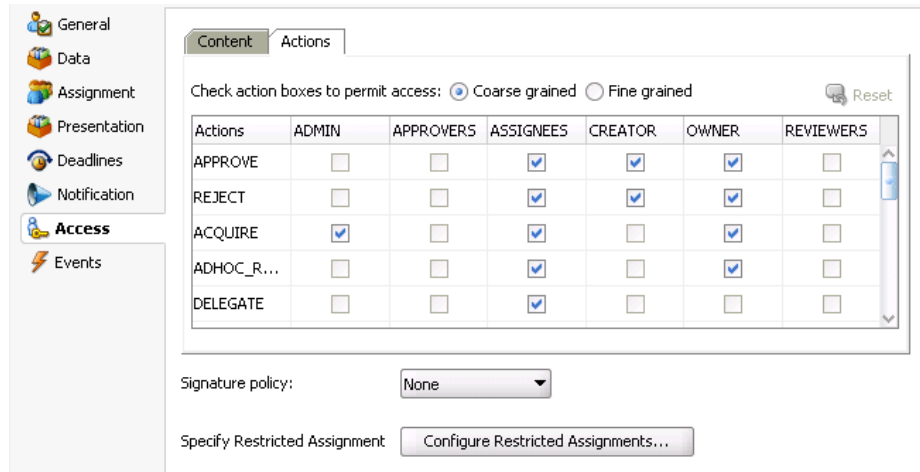 General
Data
Assignment
Presentation
Deadlines
Notification
Access
Events
Content Actions
Check action boxes to permit access: Coarse grained Fine grained Reset
Actions ADMIN APPROVERS ASSIGNEES CREATOR OWNER REVIEWERS
APPROVE
REJECT
ACQUIRE
ADHOC_R...
DELEGATE
Signature policy: None
Specify Restricted Assignment Configure Restricted Assignments...